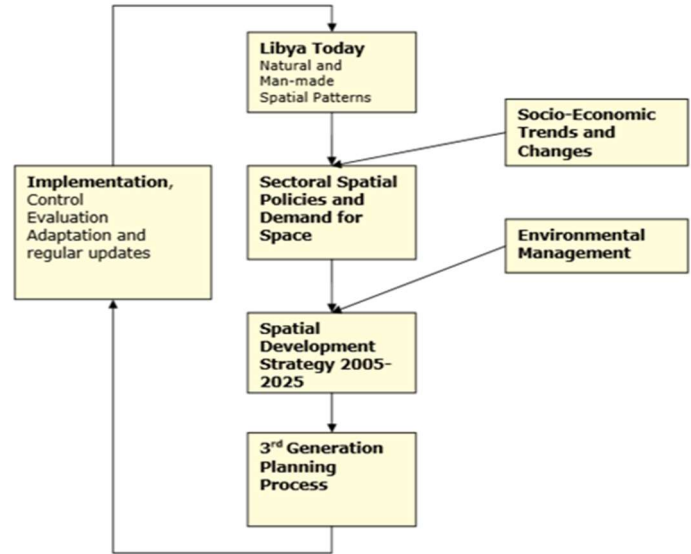 Libya Today
Natural and
Man-made
Spatial Patterns
Socio-Economic
Trends and
Changes
Implementation,
Control
Evaluation
Adaptation and
regular updates
Sectoral Spatial
Policies and
Demand for
Space
Environmental
Management
Spatial
Development
Strategy 2005-
2025
3rd Generation
Planning
Process